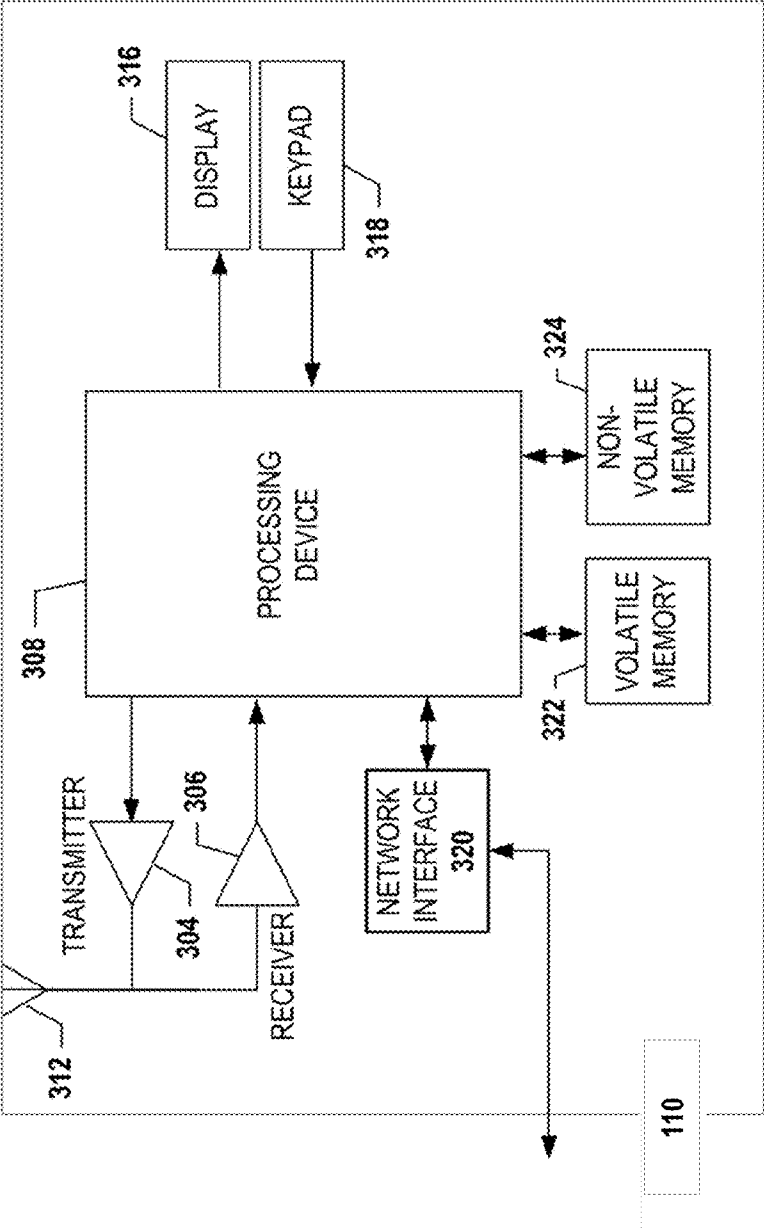 312
TRANSMITTER
304
306
RECEIVER
308
PROCESSING
DEVICE
316
DISPLAY
KEYPAD
318
NETWORK
INTERFACE
320
322
VOLATILE
MEMORY
324
NON-
VOLATILE
MEMORY
110